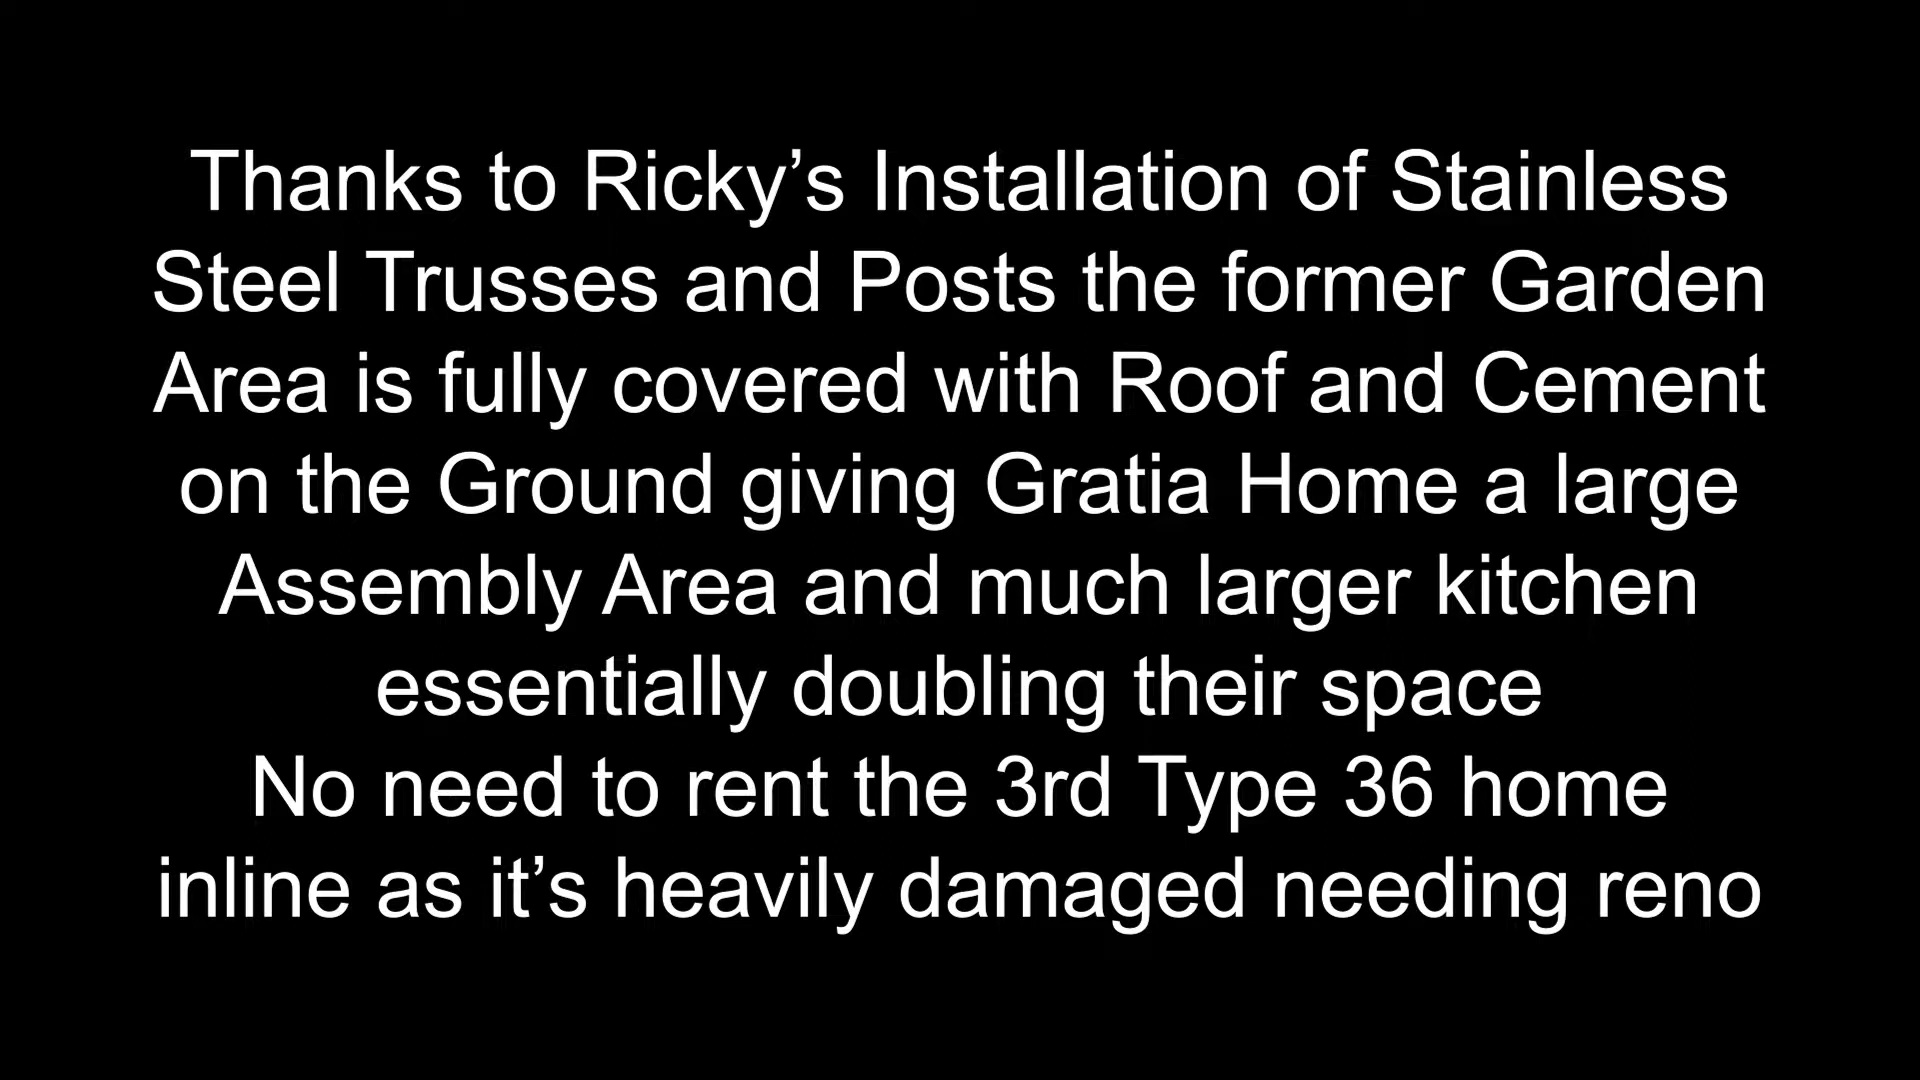 Thanks to Ricky’s Installation of Stainless
Steel Trusses and Posts the former Garden
Area is fully covered with Roof and Cement
on the Ground giving Gratia Home a large
Assembly Area and much larger kitchen
essentially doubling their space
No need to rent the 3rd Type 36 home
inline as it’s heavily damaged needing reno